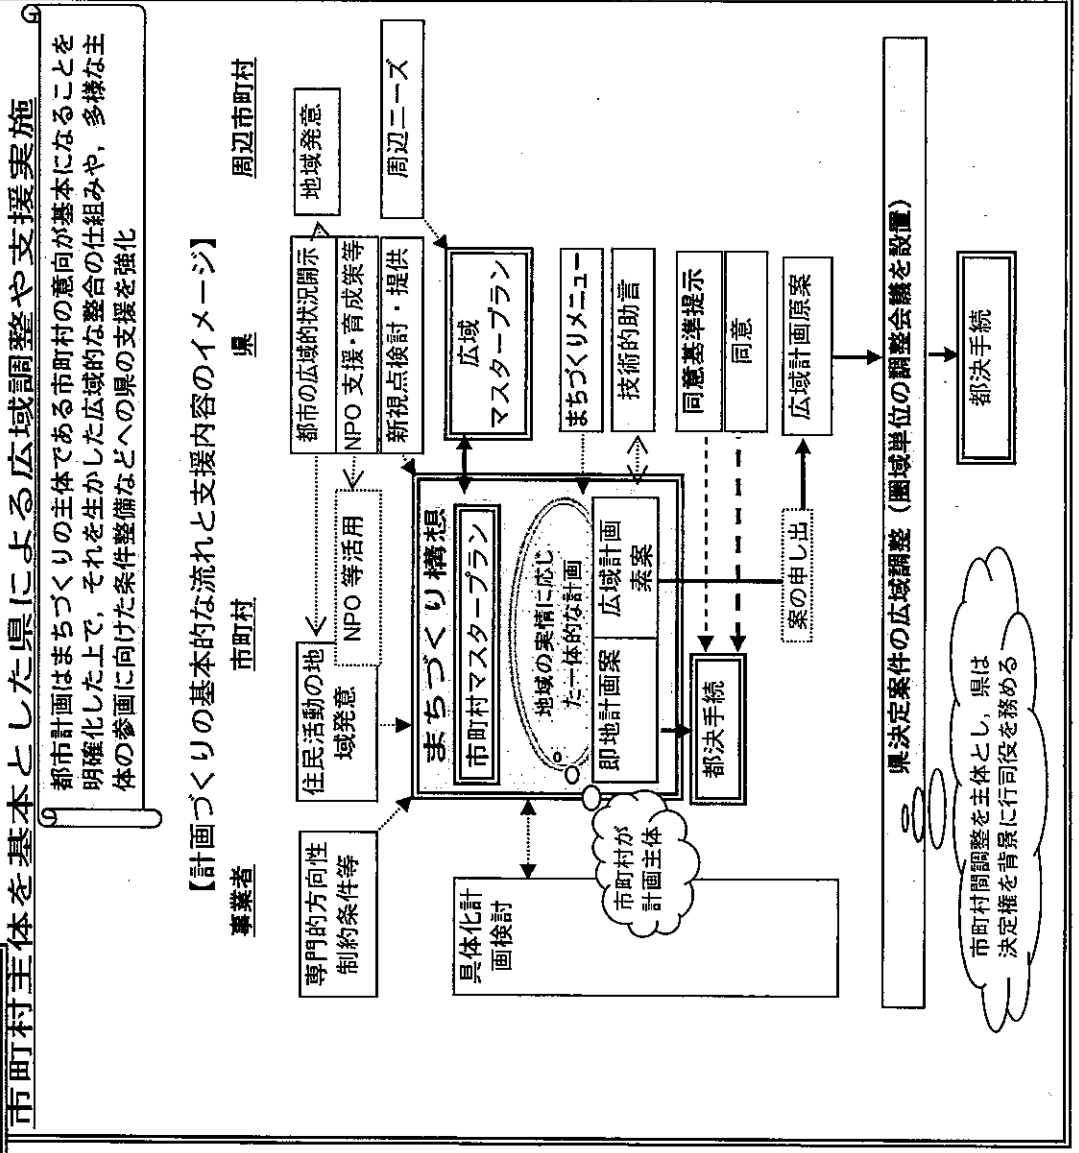 市町村主体を基本とした県による広域調整や支援実施
都市計画はまちづくりの主体である市町村の意向が基本になることを
明確化した上で，それを生かした広域的な整合の仕組みや，多様な主
体の参画に向けた条件整備などへの県の支援を強化
【計画づくりの基本的な流れと支援内容のイメージ】
事業者
市町村
県
周辺市町村
専門的方向性
制約条件等
住民活動の地
域発意
NPO 等活用
都市の広域的状況開示
NPO 支援・育成策等
新視点検討・提供
地域発意
周辺ニーズ
まちづくり構想
市町村マスタープラン
広域
マスタープラン
地域の実情に応じ
た一体的な計画
まちづくりメニュー
即地計画案
広域計画
素案
技術的助言
具体化計
画検討
市町村が
計画主体
都決手続
同意基準提示
同意
案の申し出
広域計画原案
県決定案件の広域調整（圏域単位の調整会議を設置）
市町村間調整を主体とし，県は
決定権を背景に行司役を務める
都決手続